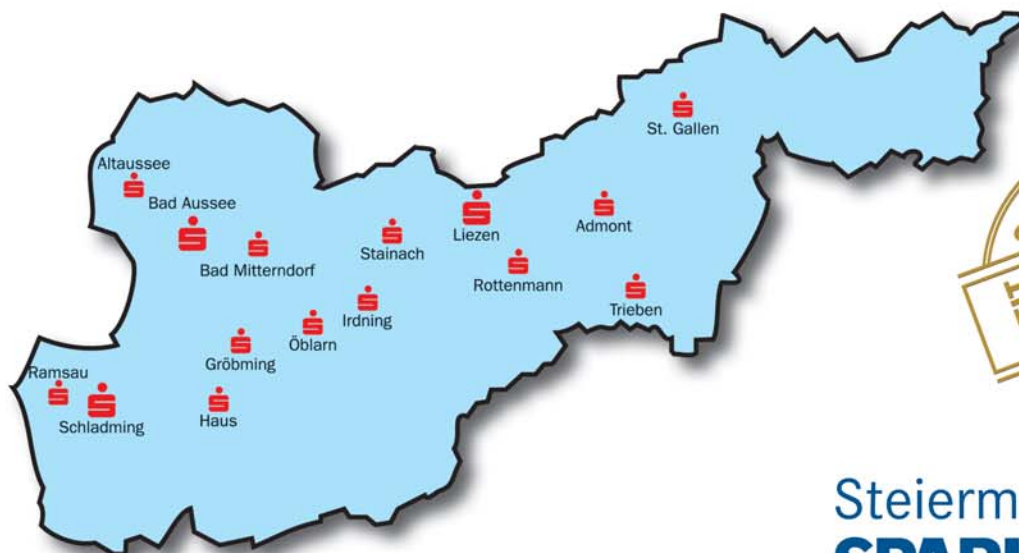 St. Gallen
Altaussee
Bad Aussee
Admont
Liezen
Stainach
Bad Mitterndorf
Rottenmann
Trieben
Irdning
Öblarn
Gröbming
Ramsau
Haus
Schladming
Steierm